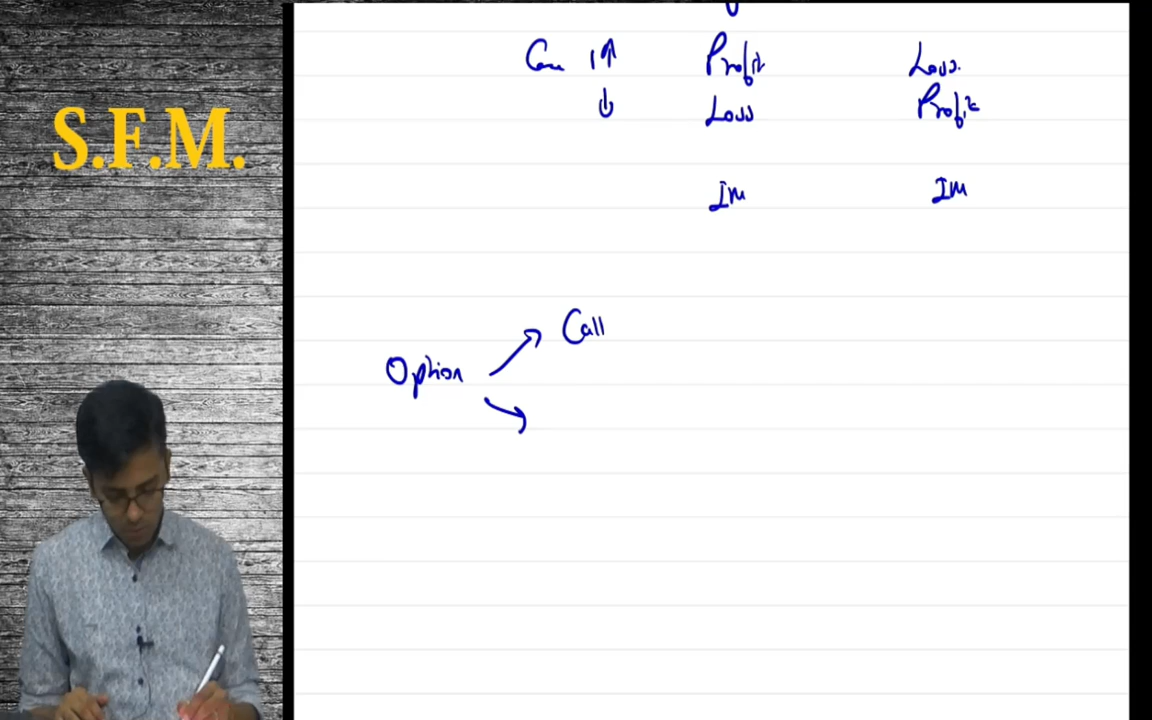 S.F.M.
↑ Profit Loss
↓ Loss Profit
IM IM
Call
Option